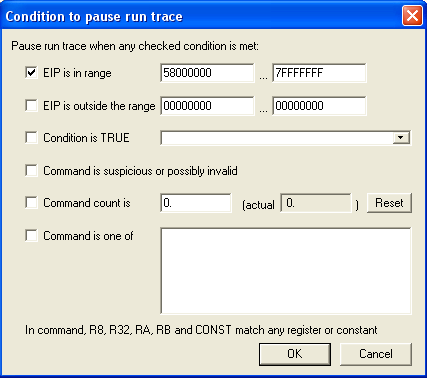 Condition to pause run trace
Pause run trace when any checked condition is met:
EIP is in range 58000000 ... 7FFFFFFF
EIP is outside the range 00000000 ... 00000000
Condition is TRUE
Command is suspicious or possibly invalid
Command count is 0. (actual 0. ) Reset
Command is one of
In command, R8, R32, RA, RB and CONST match any register or constant
OK Cancel